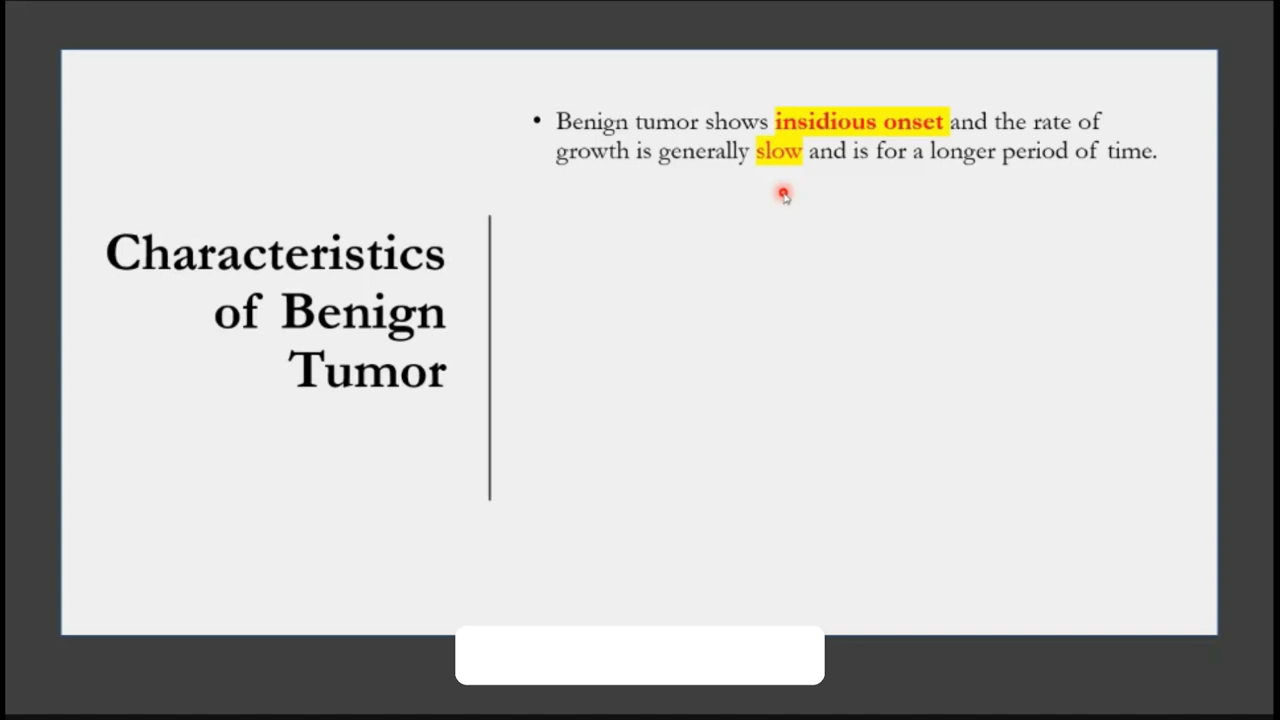 • Benign tumor shows insidious onset and the rate of
growth is generally slow and is for a longer period of time.
Characteristics
of Benign
Tumor